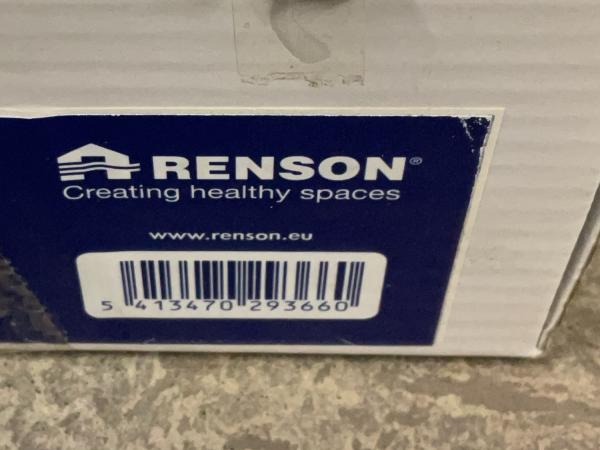 RENSON®
Creating healthy spaces
www.renson.eu
5 413470 293660